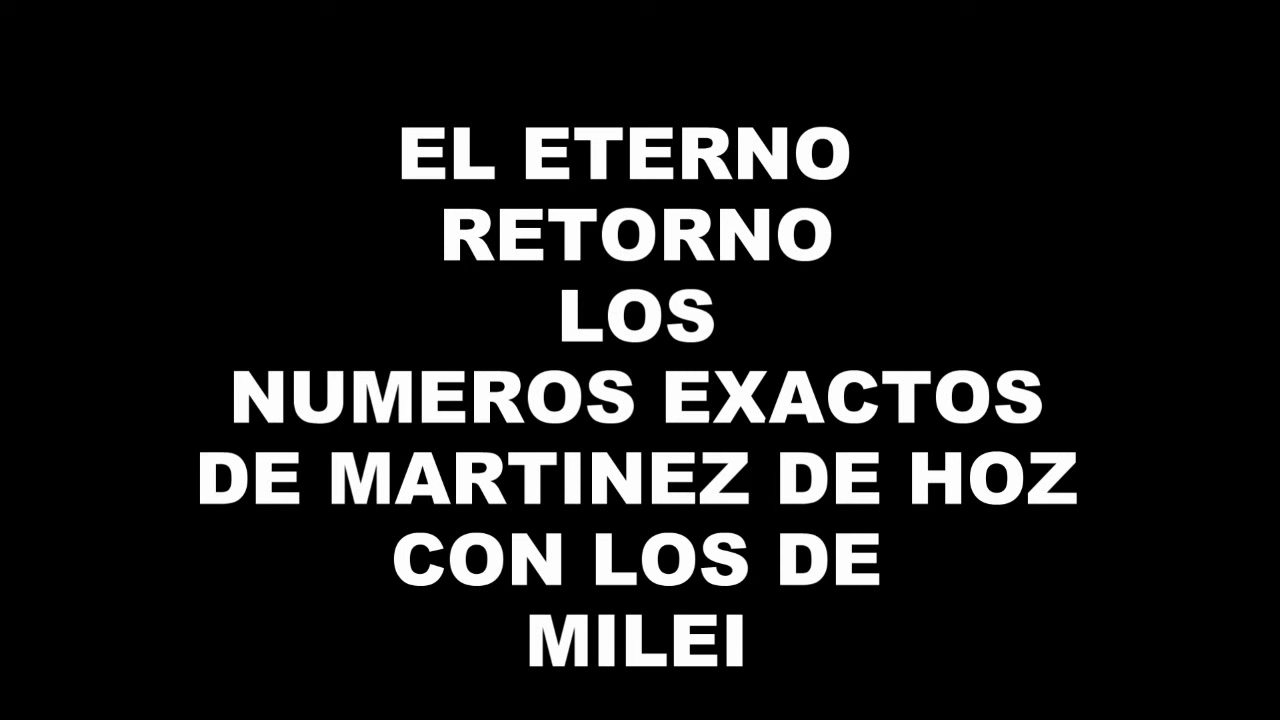 EL ETERNO
RETORNO
LOS
NUMEROS EXACTOS
DE MARTINEZ DE HOZ
CON LOS DE
MILEI